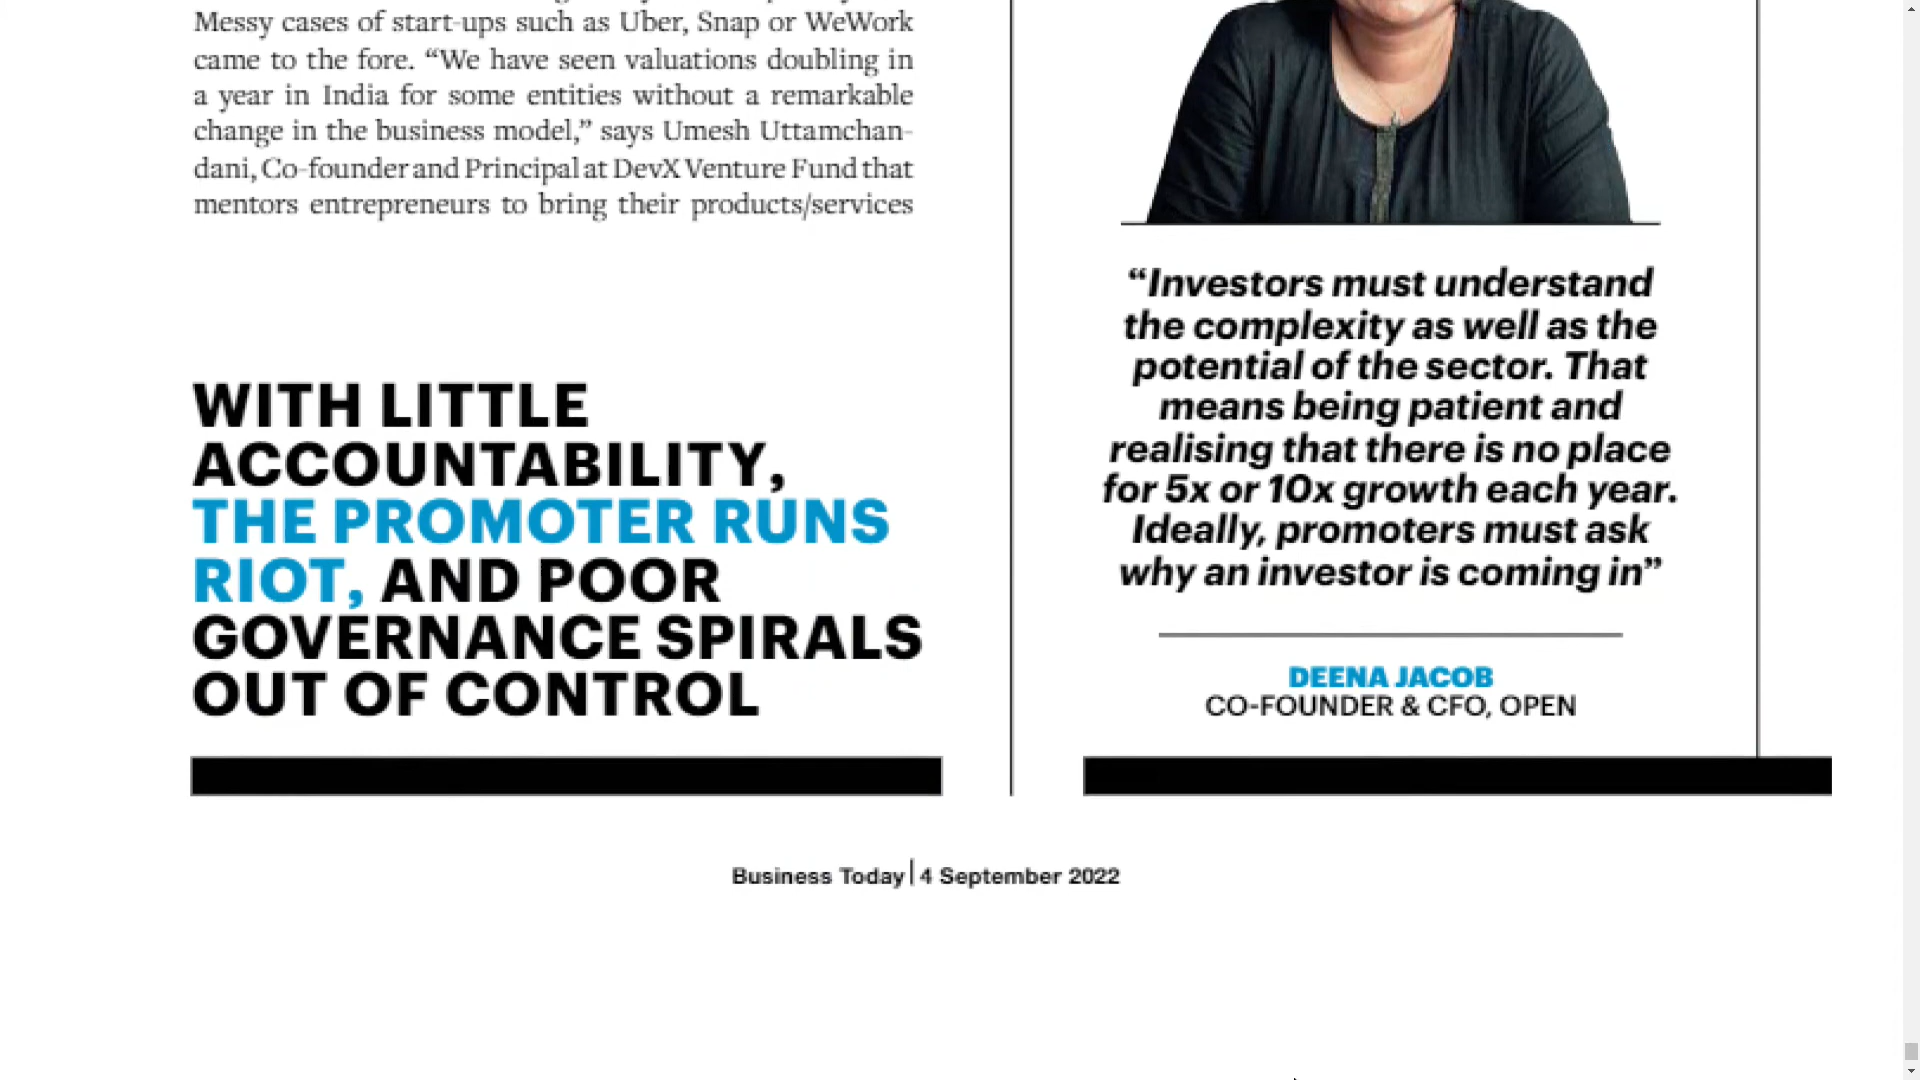 Messy cases of start-ups such as Uber, Snap or WeWork
came to the fore. “We have seen valuations doubling in
a year in India for some entities without a remarkable
change in the business model,” says Umesh Uttamchan-
dani, Co-founder and Principal at DevX Venture Fund that
mentors entrepreneurs to bring their products/services
WITH LITTLE
ACCOUNTABILITY,
THE PROMOTER RUNS
RIOT, AND POOR
GOVERNANCE SPIRALS
OUT OF CONTROL
“Investors must understand
the complexity as well as the
potential of the sector. That
means being patient and
realising that there is no place
for 5x or 10x growth each year.
Ideally, promoters must ask
why an investor is coming in”
DEENA JACOB
CO-FOUNDER & CFO, OPEN
Business Today | 4 September 2022